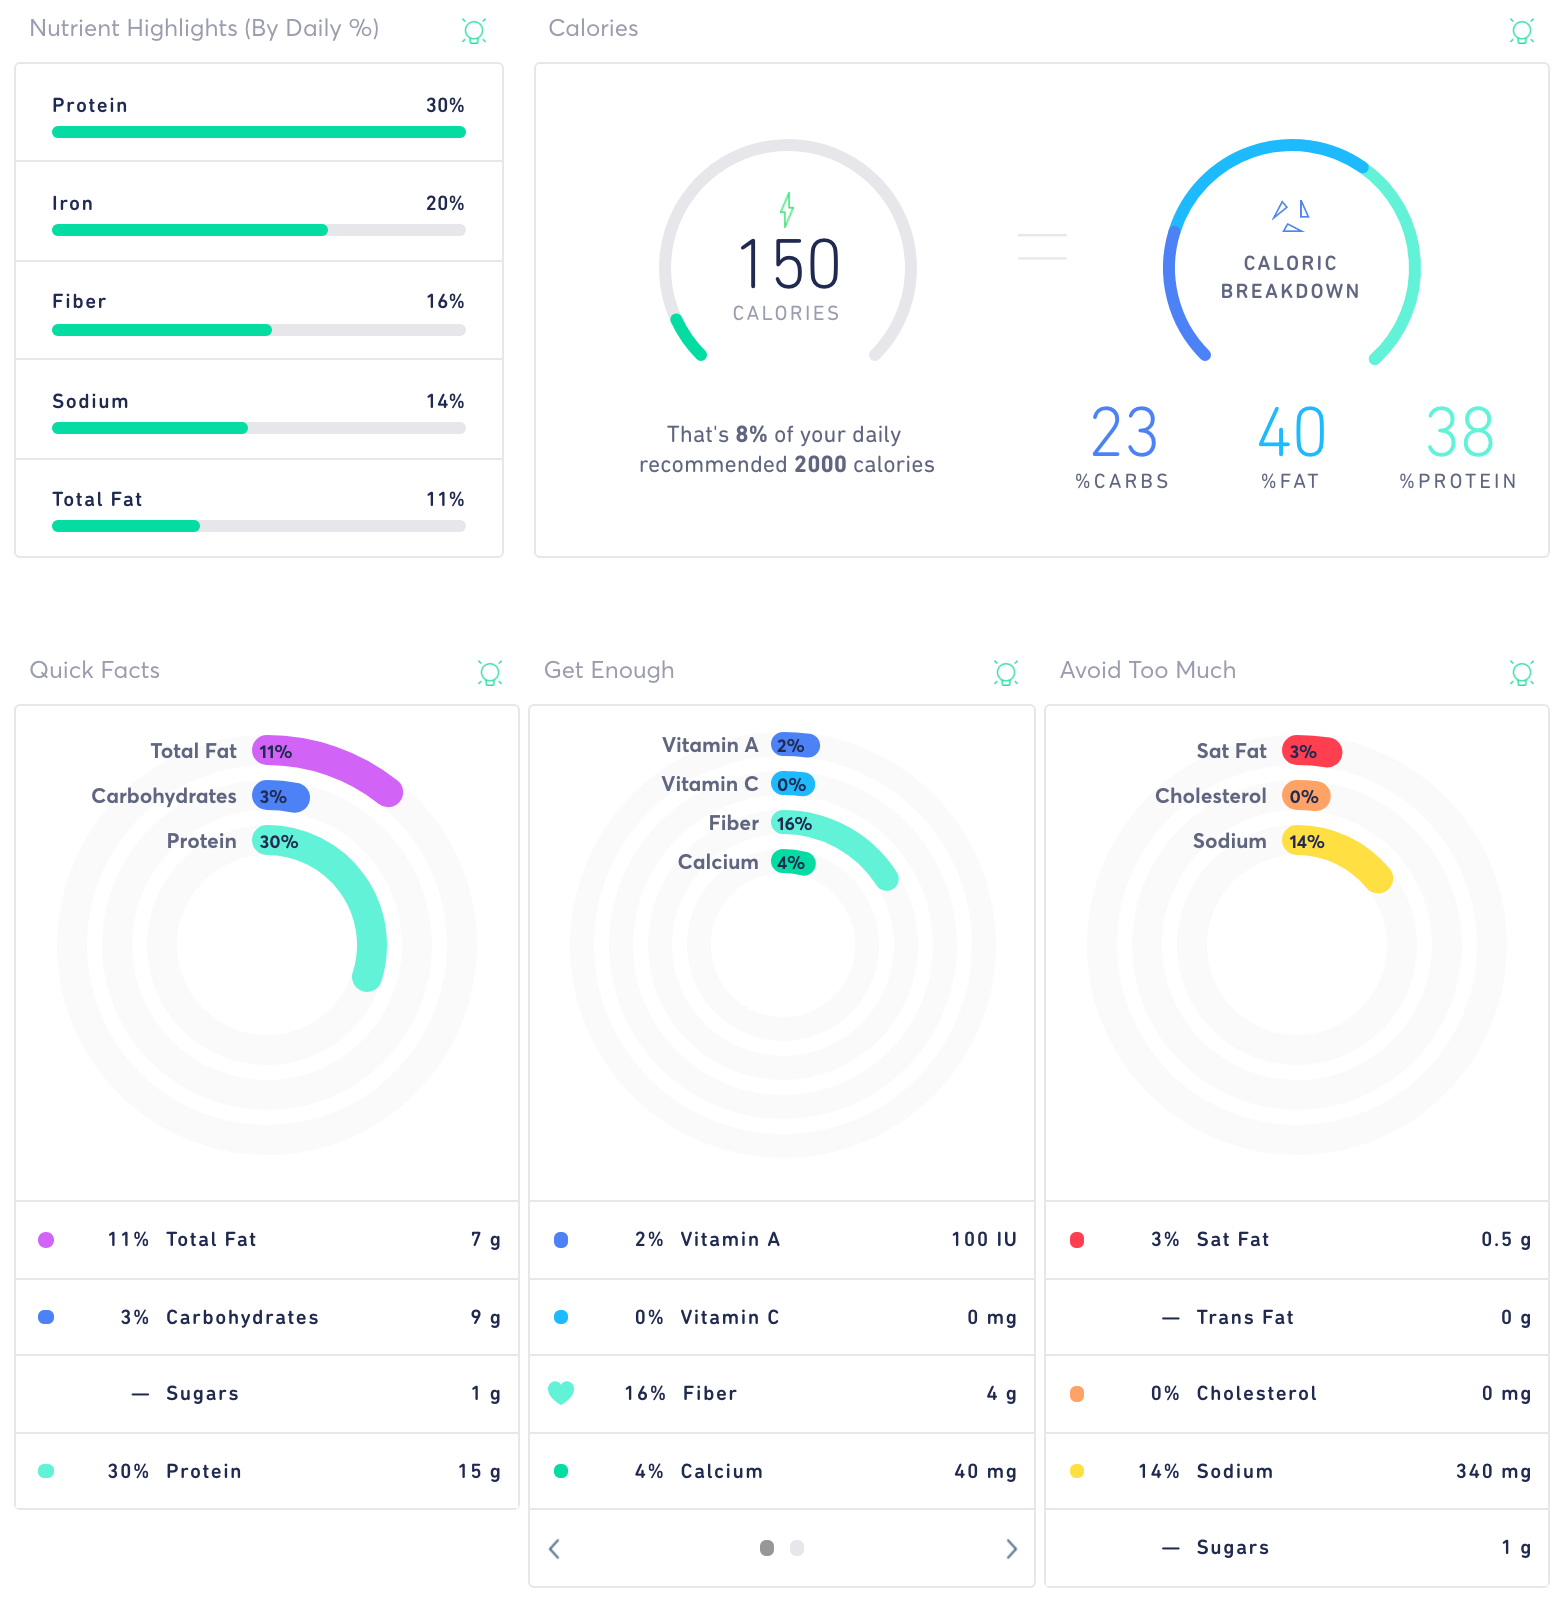 Nutrient Highlights (By Daily %)
Protein 30%
Iron 20%
Fiber 16%
Sodium 14%
Total Fat 11%
Calories
150
CALORIES
That's 8% of your daily
recommended 2000 calories
CALORIC
BREAKDOWN
23 40 38
%CARBS %FAT %PROTEIN
Quick Facts
Total Fat 11%
Carbohydrates 3%
Protein 30%
11% Total Fat 7 g
3% Carbohydrates 9 g
— Sugars 1 g
30% Protein 15 g
Get Enough
Vitamin A 2%
Vitamin C 0%
Fiber 16%
Calcium 4%
2% Vitamin A 100 IU
0% Vitamin C 0 mg
16% Fiber 4 g
4% Calcium 40 mg
Avoid Too Much
Sat Fat 3%
Cholesterol 0%
Sodium 14%
3% Sat Fat 0.5 g
— Trans Fat 0 g
0% Cholesterol 0 mg
14% Sodium 340 mg
— Sugars 1 g